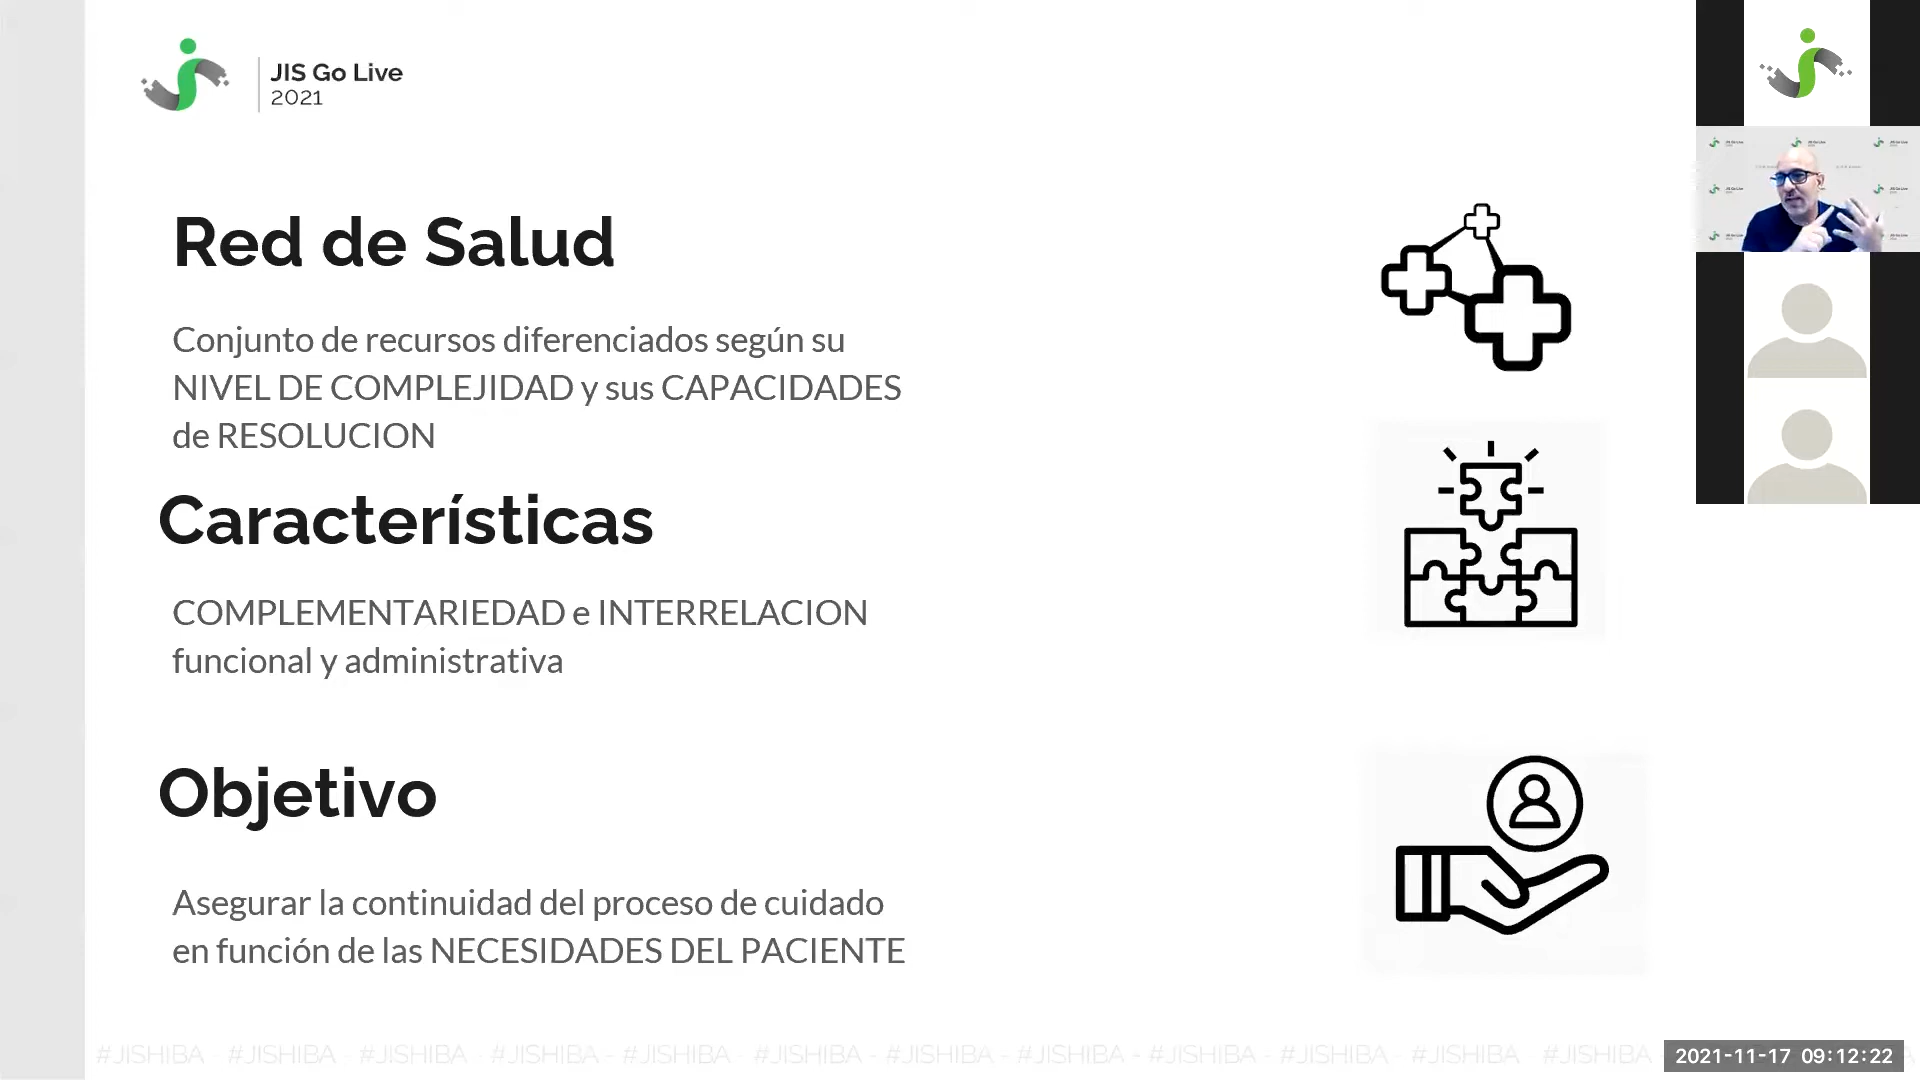 JIS Go Live
2021
Red de Salud
Conjunto de recursos diferenciados según su
NIVEL DE COMPLEJIDAD y sus CAPACIDADES
de RESOLUCION
Características
COMPLEMENTARIEDAD e INTERRELACION
funcional y administrativa
Objetivo
Asegurar la continuidad del proceso de cuidado
en función de las NECESIDADES DEL PACIENTE
#JISHIBA #JISHIBA - #JISHIBA - #JISHIBA - #JISHIBA - #JISHIBA - #JISHIBA - #JISHIBA - #JISHIBA - #JISHIBA - #JISHIBA - #JISHIBA
2021-11-17 09:12:22